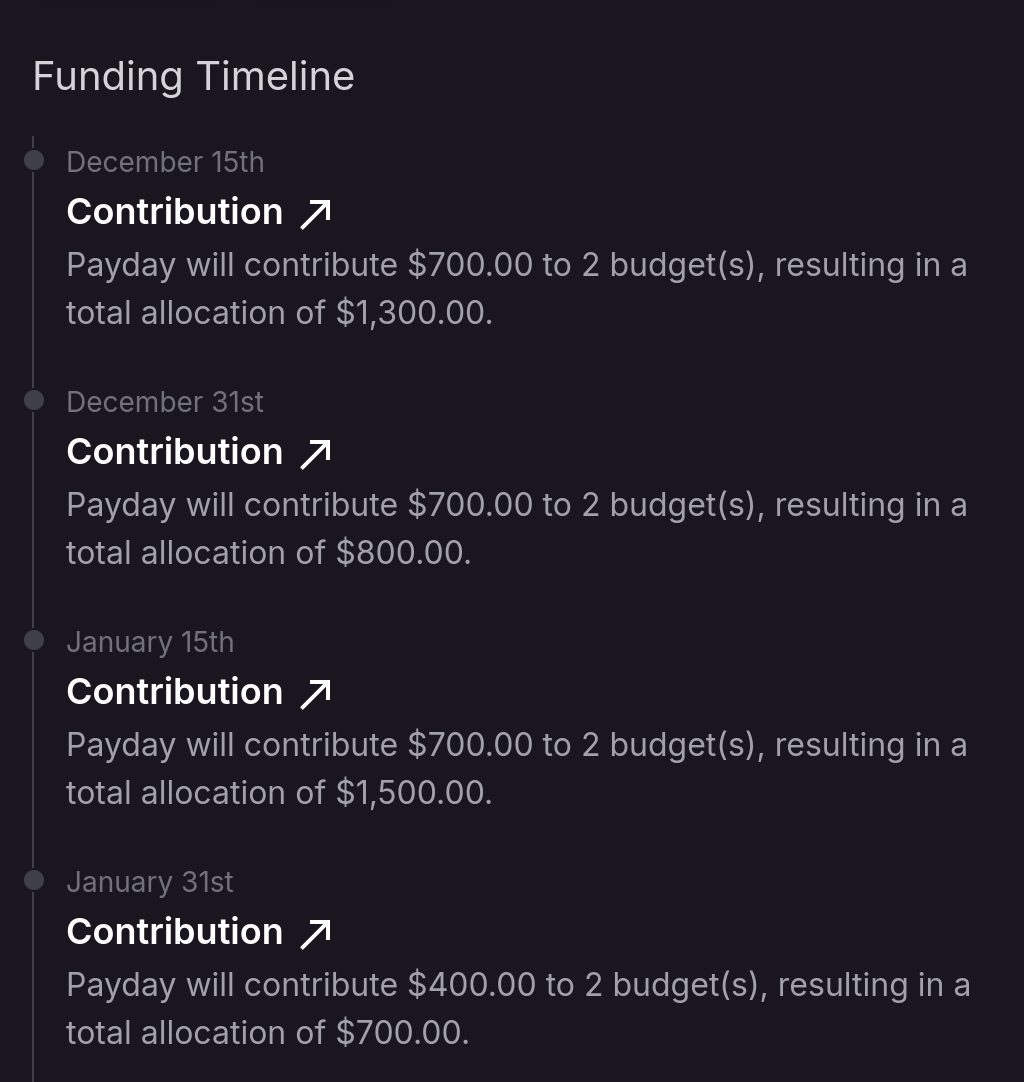 Funding Timeline
December 15th
Contribution
Payday will contribute $700.00 to 2 budget(s), resulting in a
total allocation of $1,300.00.
December 31st
Contribution
Payday will contribute $700.00 to 2 budget(s), resulting in a
total allocation of $800.00.
January 15th
Contribution
Payday will contribute $700.00 to 2 budget(s), resulting in a
total allocation of $1,500.00.
January 31st
Contribution
Payday will contribute $400.00 to 2 budget(s), resulting in a
total allocation of $700.00.